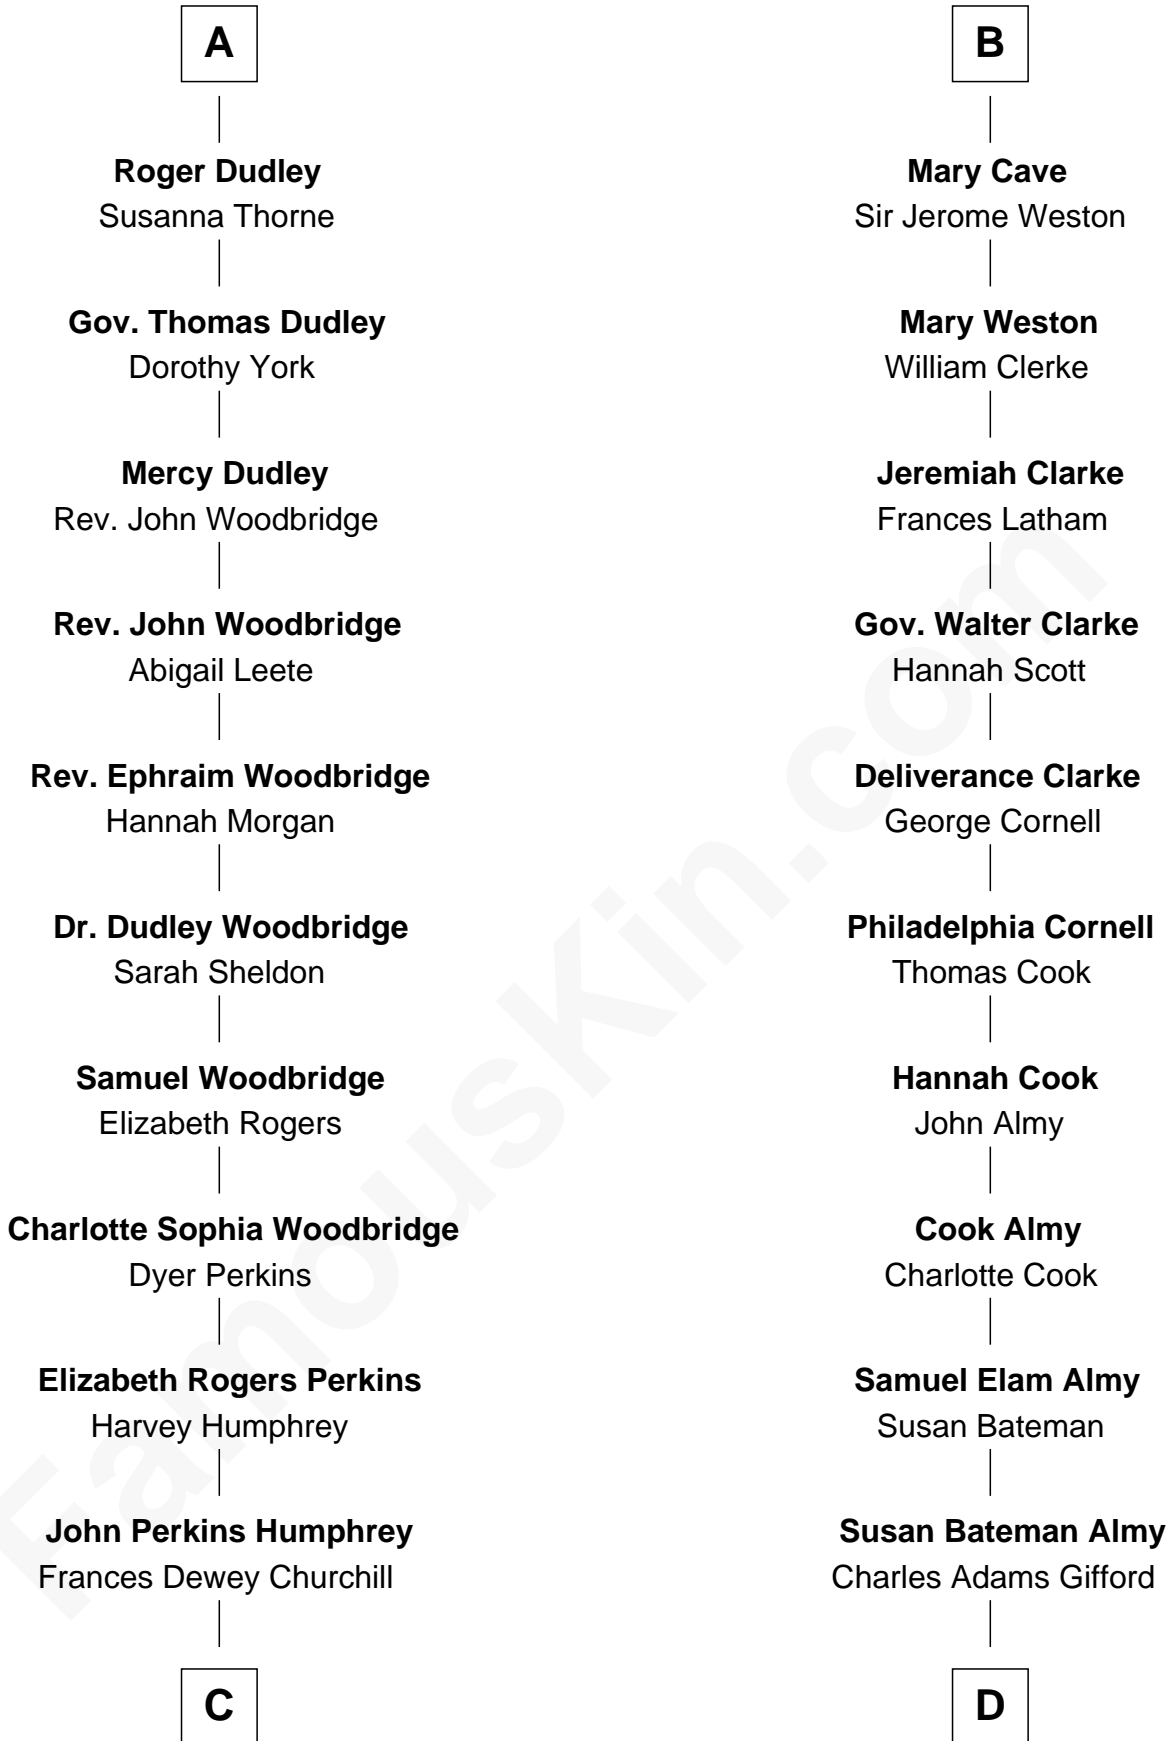 A
Roger Dudley
Susanna Thorne
Gov. Thomas Dudley
Dorothy York
Mercy Dudley
Rev. John Woodbridge
Rev. John Woodbridge
Abigail Leete
Rev. Ephraim Woodbridge
Hannah Morgan
Dr. Dudley Woodbridge
Sarah Sheldon
Samuel Woodbridge
Elizabeth Rogers
Charlotte Sophia Woodbridge
Dyer Perkins
Elizabeth Rogers Perkins
Harvey Humphrey
John Perkins Humphrey
Frances Dewey Churchill
C
B
Mary Cave
Sir Jerome Weston
Mary Weston
William Clerke
Jeremiah Clarke
Frances Latham
Gov. Walter Clarke
Hannah Scott
Deliverance Clarke
George Cornell
Philadelphia Cornell
Thomas Cook
Hannah Cook
John Almy
Cook Almy
Charlotte Cook
Samuel Elam Almy
Susan Bateman
Susan Bateman Almy
Charles Adams Gifford
D
FamousKin.com